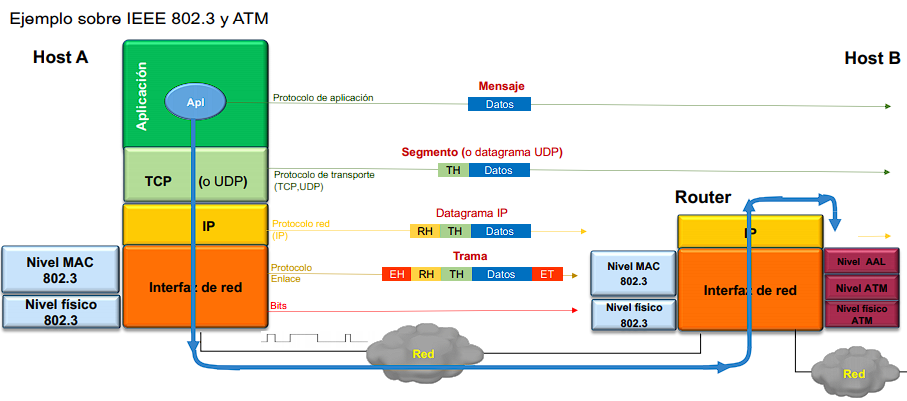 Ejemplo sobre IEEE 802.3 y ATM
Host A
Host B
Aplicación
Apl
Mensaje
Protocolo de aplicación
Datos
Segmento (o datagrama UDP)
TCP (o UDP)
Protocolo de transporte
(TCP,UDP)
TH Datos
Router
IP
Datagrama IP
Protocolo red
(IP)
RH TH Datos
IP
Nivel MAC
802.3
Nivel físico
802.3
Interfaz de red
Trama
Protocolo
Enlace
EH RH TH Datos ET
Bits
Nivel MAC
802.3
Nivel físico
802.3
Interfaz de red
Nivel AAL
Nivel ATM
Nivel físico
ATM
Red
Red